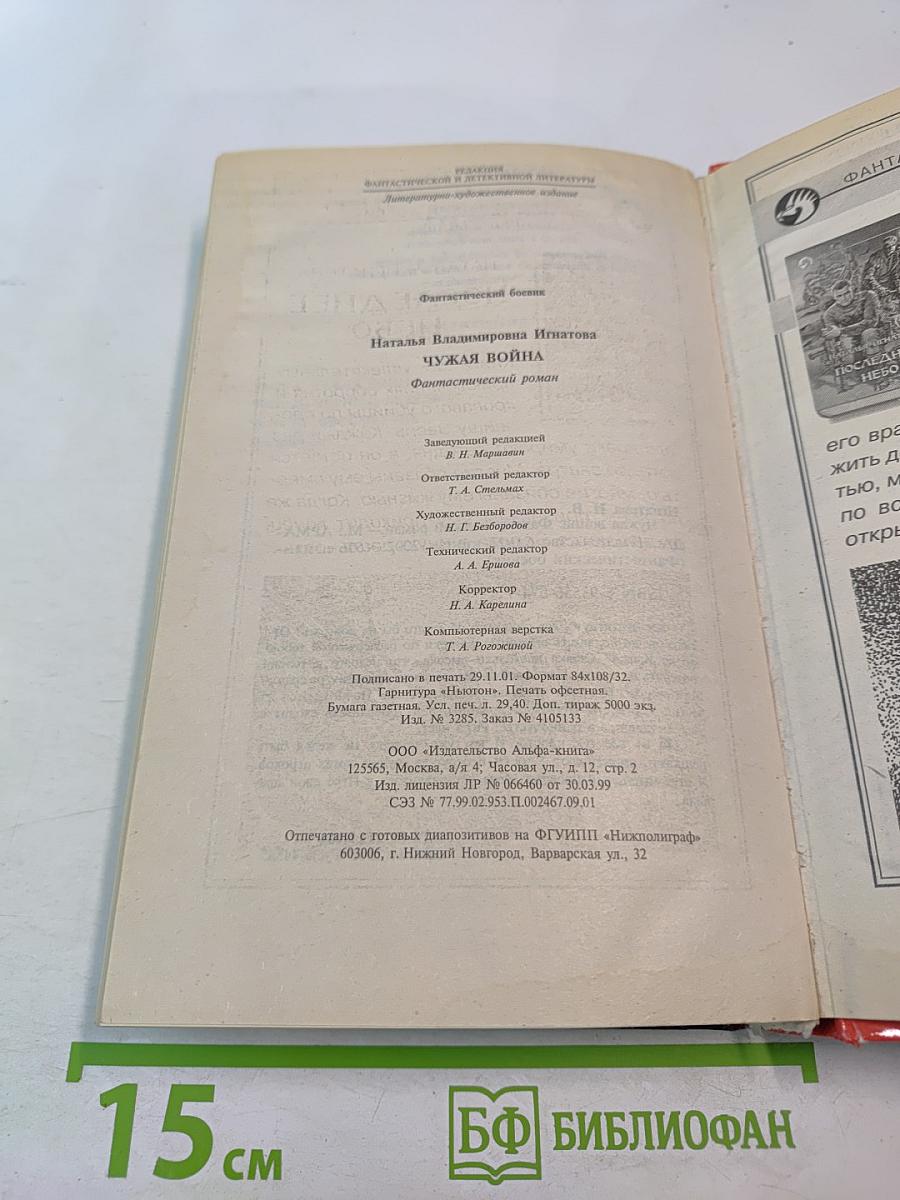 РЕДАКЦИЯ
ФАНТАСТИЧЕСКОЙ И ДЕТЕКТИВНОЙ ЛИТЕРАТУРЫ
Литературно-художественное издание
Фантастический боевик
Наталья Владимировна Игнатова
ЧУЖАЯ ВОЙНА
Фантастический роман
Заведующий редакцией
В. Н. Маршавин
Ответственный редактор
Т. А. Стельмах
Художественный редактор
Н. Г. Безбородов
Технический редактор
А. А. Ершова
Корректор
Н. А. Карелина
Компьютерная верстка
Т. А. Рогожиной
Подписано в печать 29.11.01. Формат 84х108/32.
Гарнитура «Ньютон». Печать офсетная.
Бумага газетная. Усл. печ. л. 29,40. Доп. тираж 5000 экз.
Изд. № 3285. Заказ № 4105133
ООО «Издательство Альфа-книга»
125565, Москва, а/я 4; Часовая ул., д. 12, стр. 2
Изд. лицензия ЛР № 066460 от 30.03.99
СЭЗ № 77.99.02.953.П.002467.09.01
Отпечатано с готовых диапозитивов на ФГУИПП «Нижполиграф»
603006, г. Нижний Новгород, Варварская ул., 32
ФАНТА
ПОСЛЕДН
НЕБО
его вра
жить д
тью, м
по во
откры
15 см
БФ БИБЛИОФАН